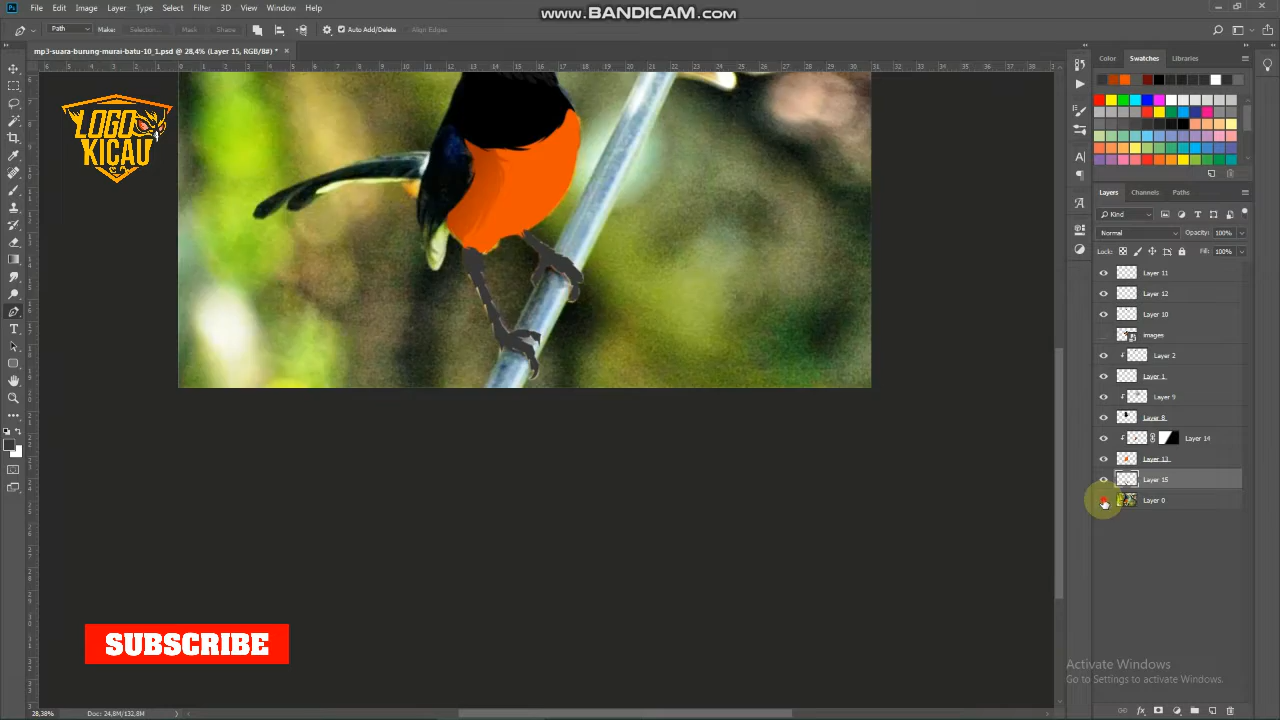 www.BANDICAM.com
Ps File Edit Image Layer Type Select Filter 3D View Window Help
Path Make: Selection... Mask Shape Auto Add/Delete Align Edges
mp3-suara-burung-murai-batu-10_1.psd @ 28,4% (Layer 15, RGB/8#) * ×
LOGO
KICAU
Color Swatches Libraries
Layers Channels Paths
Kind
Normal Opacity: 100%
Lock: Fill: 100%
Layer 11
Layer 12
Layer 10
images
Layer 2
Layer 1
Layer 9
Layer 8
Layer 14
Layer 13
Layer 15
Layer 0
SUBSCRIBE
Activate Windows
Go to Settings to activate Windows.
28,38% Doc: 24,8M/132,8M